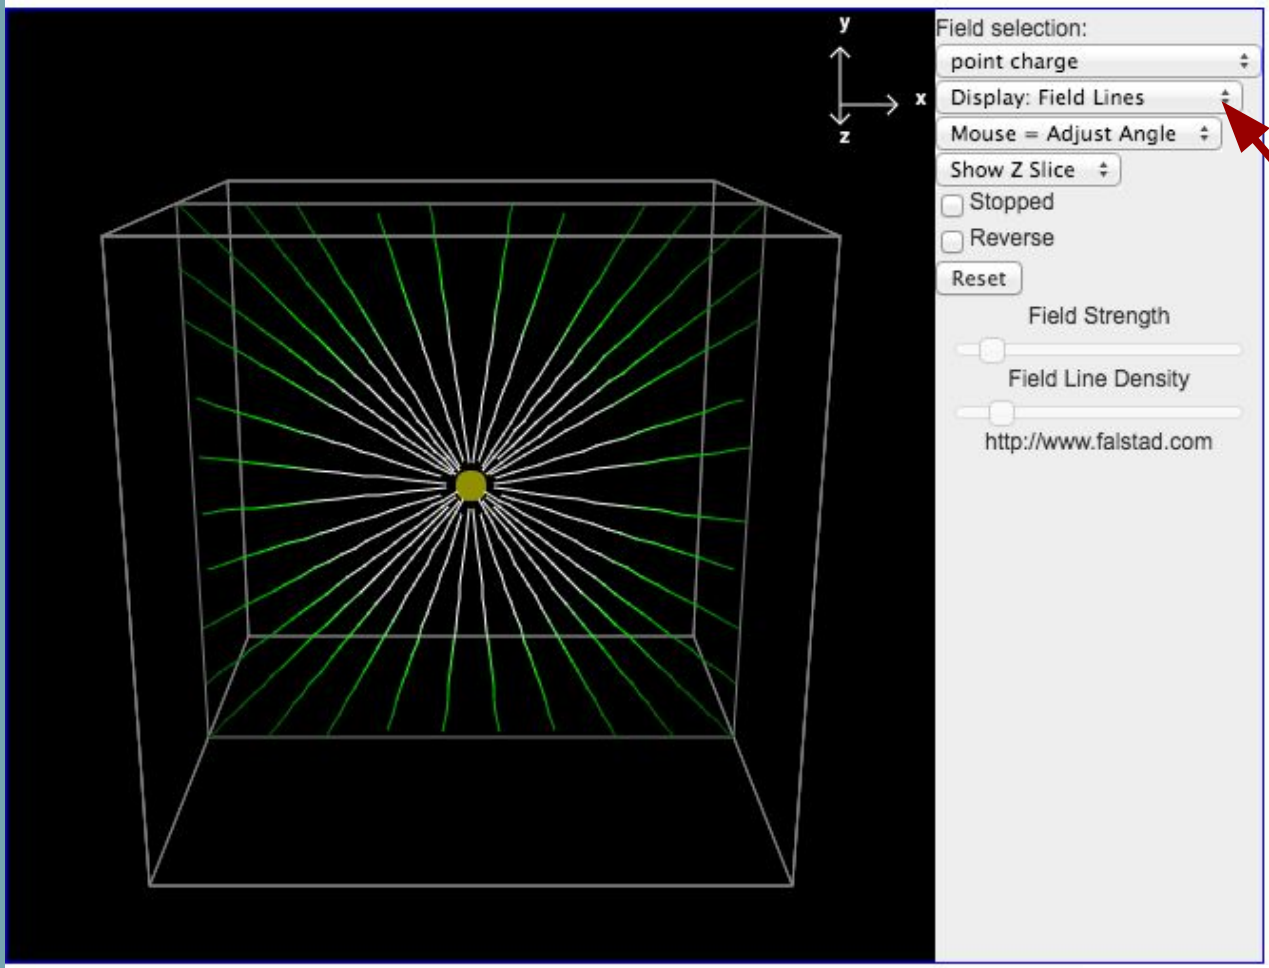 y
x
z
Field selection:
point charge
Display: Field Lines
Mouse = Adjust Angle
Show Z Slice
Stopped
Reverse
Reset
Field Strength
Field Line Density
http://www.falstad.com